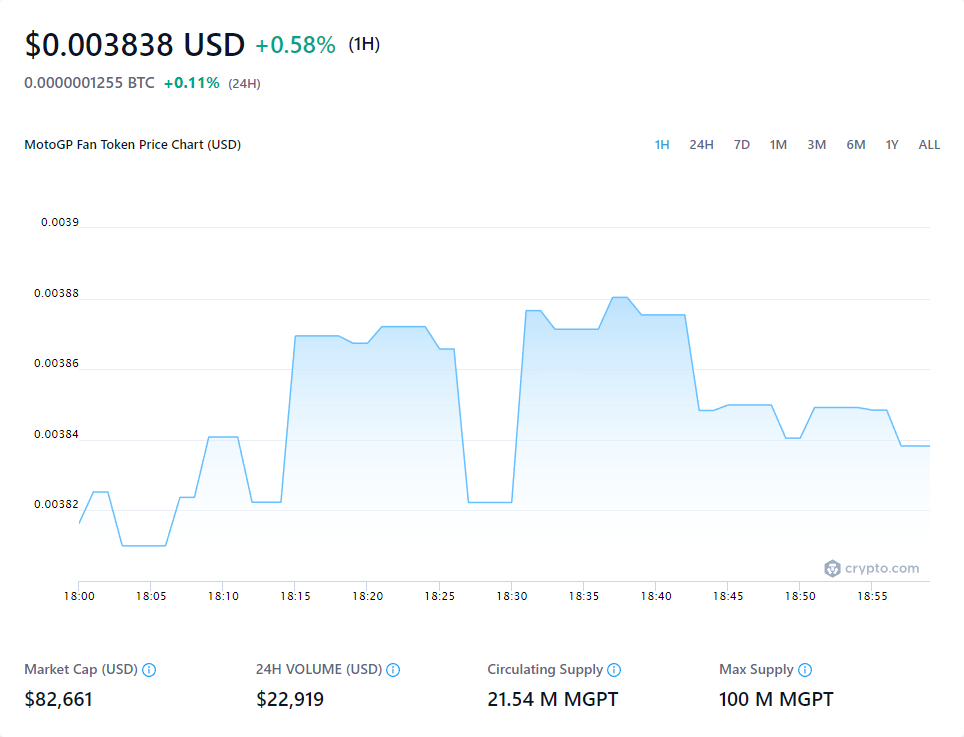 $0.003838 USD +0.58% (1H)
0.0000001255 BTC +0.11% (24H)
MotoGP Fan Token Price Chart (USD) 1H 24H 7D 1M 3M 6M 1Y ALL
0.0039
0.00388
0.00386
0.00384
0.00382
crypto.com
18:00 18:05 18:10 18:15 18:20 18:25 18:30 18:35 18:40 18:45 18:50 18:55
Market Cap (USD) 24H VOLUME (USD) Circulating Supply Max Supply
$82,661 $22,919 21.54 M MGPT 100 M MGPT